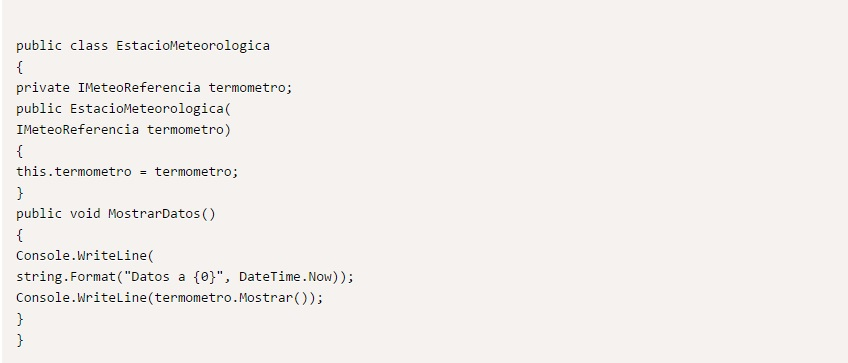 public class EstacioMeteorologica
{
private IMeteoReferencia termometro;
public EstacioMeteorologica(
IMeteoReferencia termometro)
{
this.termometro = termometro;
}
public void MostrarDatos()
{
Console.WriteLine(
string.Format("Datos a {0}", DateTime.Now));
Console.WriteLine(termometro.Mostrar());
}
}